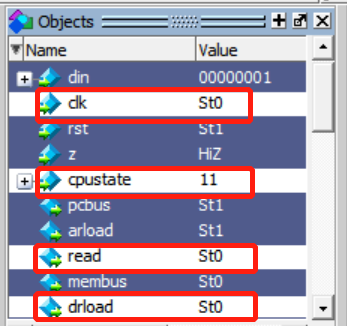 Objects
Name Value
din 00000001
clk St0
rst St1
z HiZ
cpustate 11
pcbus St1
arload St1
read St0
membus St0
drload St0